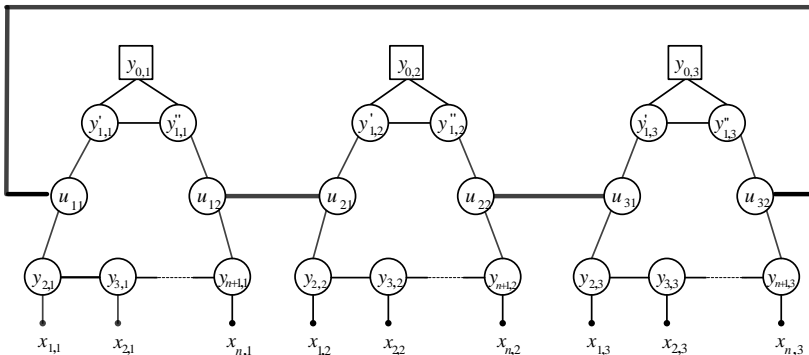 y0,1 y0,2 y0,3
y'1,1 y''1,1 y'1,2 y''1,2 y'1,3 y''1,3
u11 u12 u21 u22 u31 u32
y2,1 y3,1 yn+1,1 y2,2 y3,2 yn+1,2 y2,3 y3,3 yn+1,3
x1,1 x2,1 xn,1 x1,2 x2,2 xn,2 x1,3 x2,3 xn,3